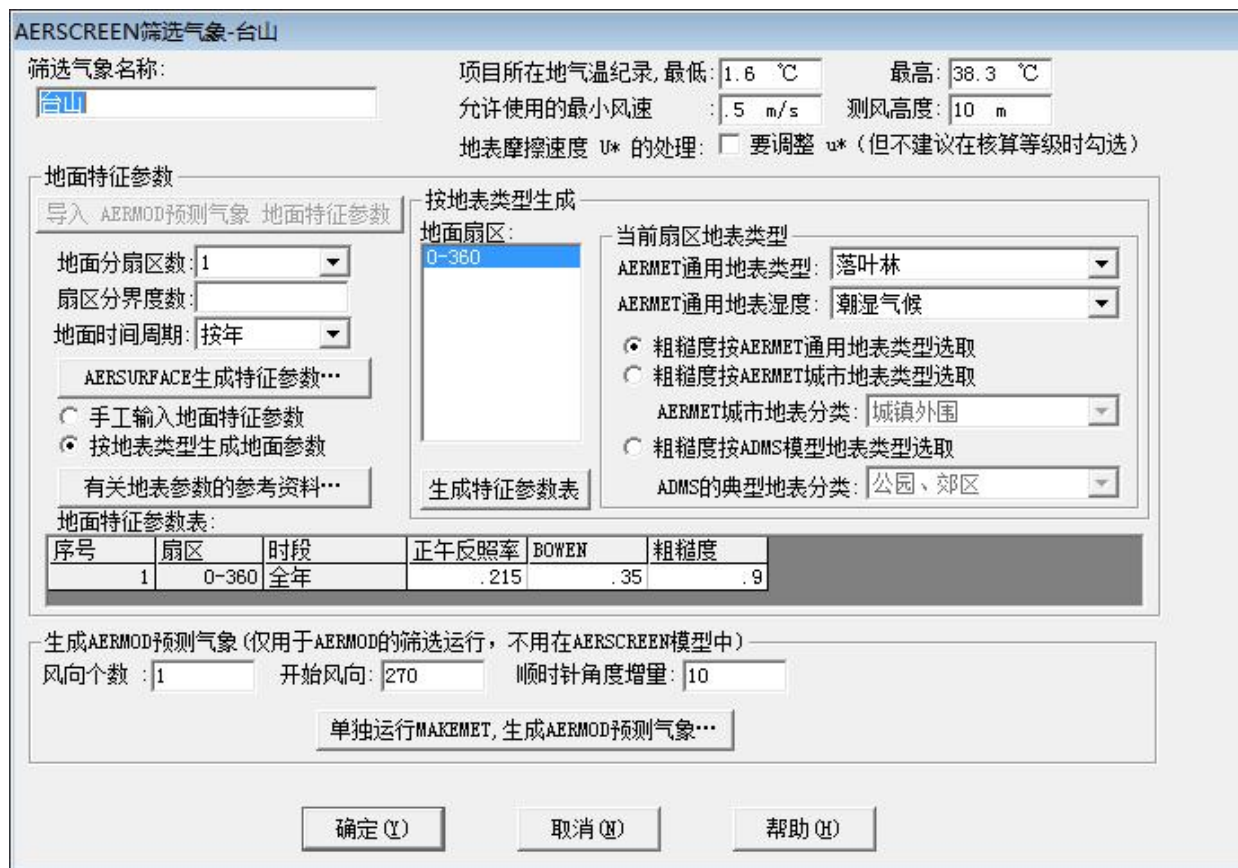 AERSCREEN筛选气象-台山
筛选气象名称:
台山
项目所在地气温纪录,最低: 1.6 ℃ 最高: 38.3 ℃
允许使用的最小风速 : .5 m/s 测风高度: 10 m
地表摩擦速度 U* 的处理: 要调整 u*(但不建议在核算等级时勾选)
地面特征参数
导入 AERMOD预测气象 地面特征参数
地面分扇区数: 1
扇区分界度数:
地面时间周期: 按年
AERSURFACE生成特征参数…
手工输入地面特征参数
按地表类型生成地面参数
有关地表参数的参考资料…
按地表类型生成
地面扇区:
0-360
生成特征参数表
当前扇区地表类型
AERMET通用地表类型: 落叶林
AERMET通用地表湿度: 潮湿气候
粗糙度按AERMET通用地表类型选取
粗糙度按AERMET城市地表类型选取
AERMET城市地表分类: 城镇外围
粗糙度按ADMS模型地表类型选取
ADMS的典型地表分类: 公园、郊区
地面特征参数表:
序号 扇区 时段 正午反照率 BOWEN 粗糙度
1 0-360 全年 .215 .35 .9
生成AERMOD预测气象(仅用于AERMOD的筛选运行，不用在AERSCREEN模型中)
风向个数 : 1 开始风向: 270 顺时针角度增量: 10
单独运行MAKEMET,生成AERMOD预测气象…
确定(Y) 取消(N) 帮助(H)